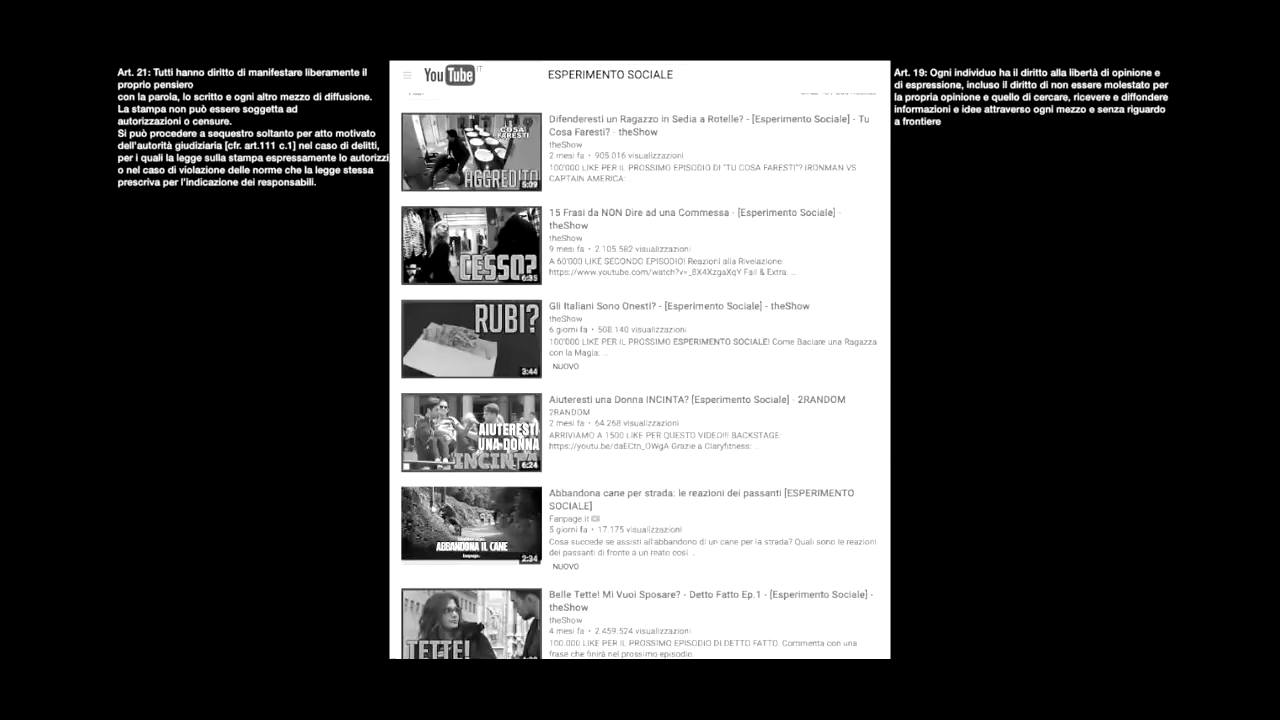 Art. 21: Tutti hanno diritto di manifestare liberamente il
proprio pensiero
con la parola, lo scritto e ogni altro mezzo di diffusione.
La stampa non può essere soggetta ad
autorizzazioni o censure.
Si può procedere a sequestro soltanto per atto motivato
dell'autorità giudiziaria [cfr. art.111 c.1] nel caso di delitti,
per i quali la legge sulla stampa espressamente lo autorizzi
o nel caso di violazione delle norme che la legge stessa
prescriva per l'indicazione dei responsabili.
YouTube IT
ESPERIMENTO SOCIALE
COSA
FARESTI
AGGREDITO
5:09
Difenderesti un Ragazzo in Sedia a Rotelle? - [Esperimento Sociale] - Tu
Cosa Faresti? - theShow
theShow
2 mesi fa • 905.016 visualizzazioni
100'000 LIKE PER IL PROSSIMO EPISODIO DI "TU COSA FARESTI"? IRONMAN VS
CAPTAIN AMERICA:
CESSO?
6:35
15 Frasi da NON Dire ad una Commessa - [Esperimento Sociale] -
theShow
theShow
9 mesi fa • 2.105.582 visualizzazioni
A 60'000 LIKE SECONDO EPISODIO! Reazioni alla Rivelazione:
https://www.youtube.com/watch?v=_8X4XzgaXqY Fail & Extra: ...
RUBI?
3:44
Gli Italiani Sono Onesti? - [Esperimento Sociale] - theShow
theShow
6 giorni fa • 508.140 visualizzazioni
100'000 LIKE PER IL PROSSIMO ESPERIMENTO SOCIALE! Come Baciare una Ragazza
con la Magia: ...
NUOVO
AIUTERESTI
UNA DONNA
INCINTA
6:24
Aiuteresti una Donna INCINTA? [Esperimento Sociale] - 2RANDOM
2RANDOM
2 mesi fa • 64.268 visualizzazioni
ARRIVIAMO A 1500 LIKE PER QUESTO VIDEO!!! BACKSTAGE:
https://youtu.be/daECtn_OWgA Grazie a Claryfitness: ...
ABBANDONA IL CANE
2:34
Abbandona cane per strada: le reazioni dei passanti [ESPERIMENTO
SOCIALE]
Fanpage.it
5 giorni fa • 17.175 visualizzazioni
Cosa succede se assisti all'abbandono di un cane per la strada? Quali sono le reazioni
dei passanti di fronte a un reato così ...
NUOVO
TETTE!
Belle Tette! Mi Vuoi Sposare? - Detto Fatto Ep.1 - [Esperimento Sociale] -
theShow
theShow
4 mesi fa • 2.459.524 visualizzazioni
100.000 LIKE PER IL PROSSIMO EPISODIO DI DETTO FATTO. Commenta con una
frase che finirà nel prossimo episodio.
Art. 19: Ogni individuo ha il diritto alla libertà di opinione e
di espressione, incluso il diritto di non essere molestato per
la propria opinione e quello di cercare, ricevere e diffondere
informazioni e idee attraverso ogni mezzo e senza riguardo
a frontiere